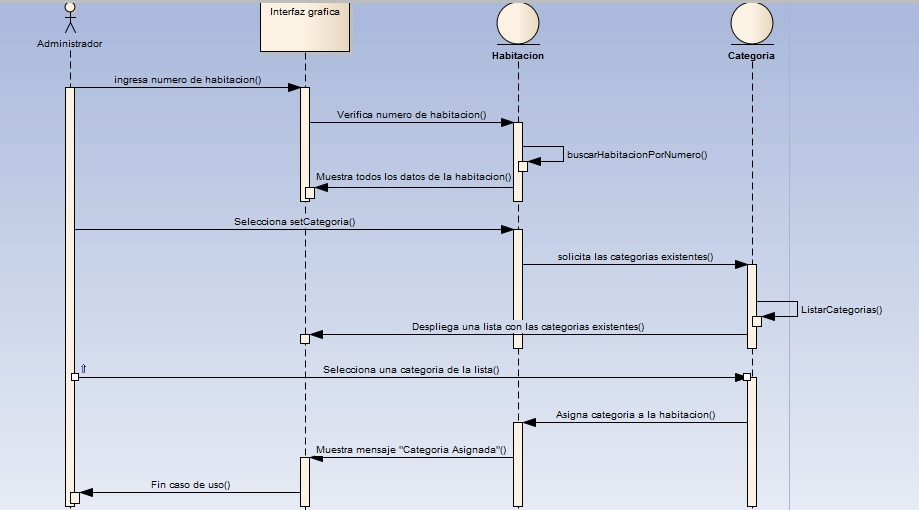 Interfaz grafica
Administrador
Habitacion
Categoria
ingresa numero de habitacion()
Verifica numero de habitacion()
buscarHabitacionPorNumero()
Muestra todos los datos de la habitacion()
Selecciona setCategoria()
solicita las categorias existentes()
ListarCategorias()
Despliega una lista con las categorias existentes()
Selecciona una categoria de la lista()
Asigna categoria a la habitacion()
Muestra mensaje "Categoria Asignada"()
Fin caso de uso()